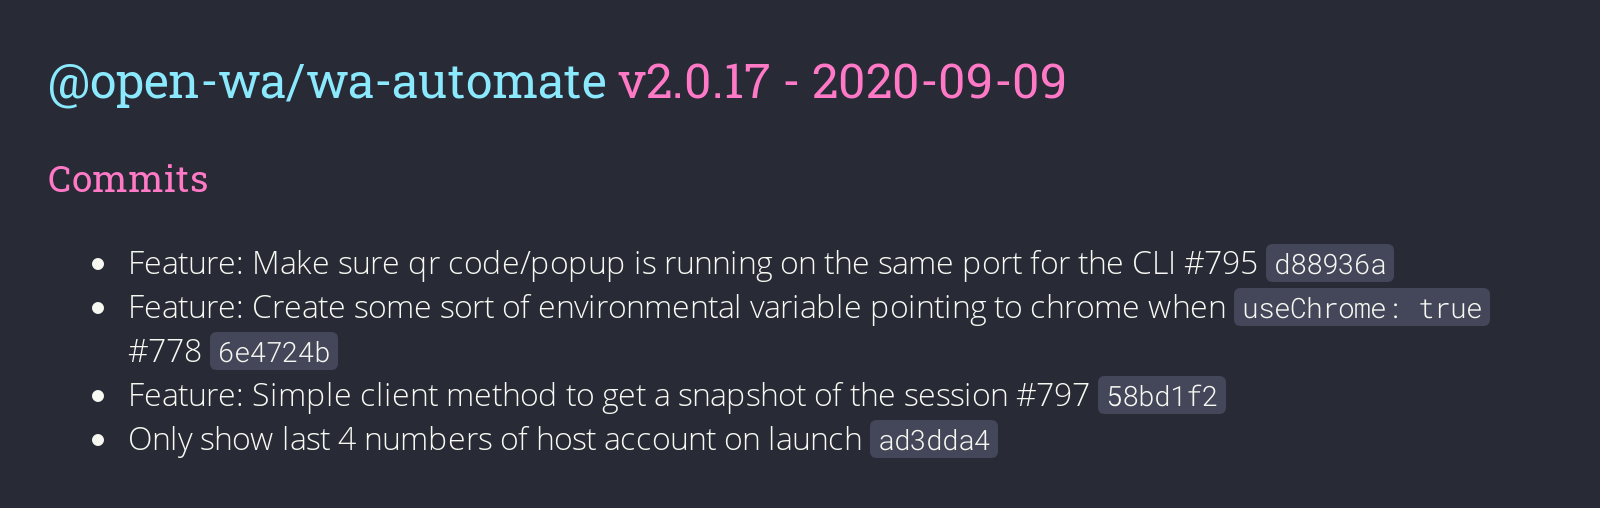 @open-wa/wa-automate v2.0.17 - 2020-09-09
Commits
Feature: Make sure qr code/popup is running on the same port for the CLI #795 d88936a
Feature: Create some sort of environmental variable pointing to chrome when useChrome: true
#778 6e4724b
Feature: Simple client method to get a snapshot of the session #797 58bd1f2
Only show last 4 numbers of host account on launch ad3dda4